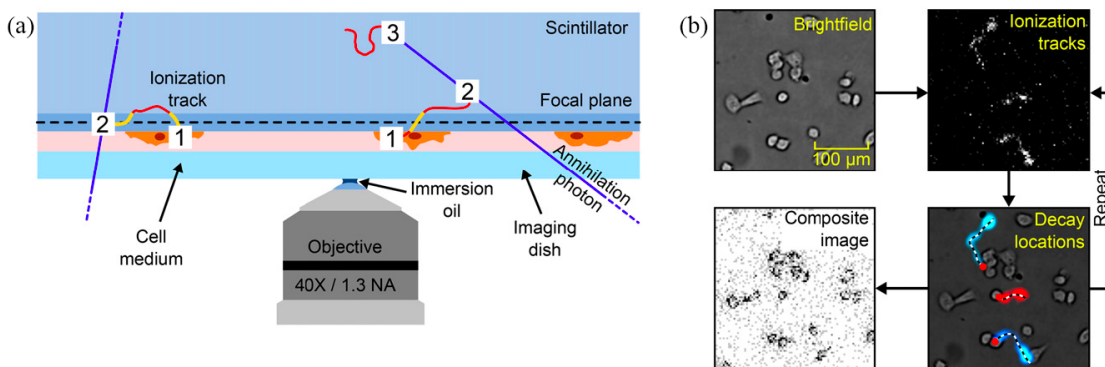 (a)
Scintillator
Ionization
track
Focal plane
3
2
2
1
1
Annihilation
photon
Cell
medium
Immersion
oil
Imaging
dish
Objective
40X / 1.3 NA
(b)
Brightfield
100 µm
Ionization
tracks
Repeat
Composite
image
Decay
locations